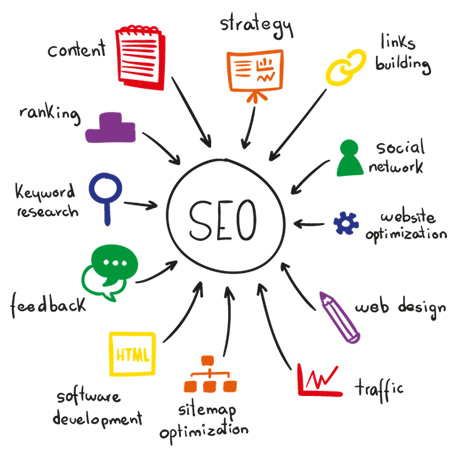 strategy
content
links
building
ranking
social
network
Keyword
research
SEO
website
optimization
feedback
web design
HTML
software
development
sitemap
optimization
traffic